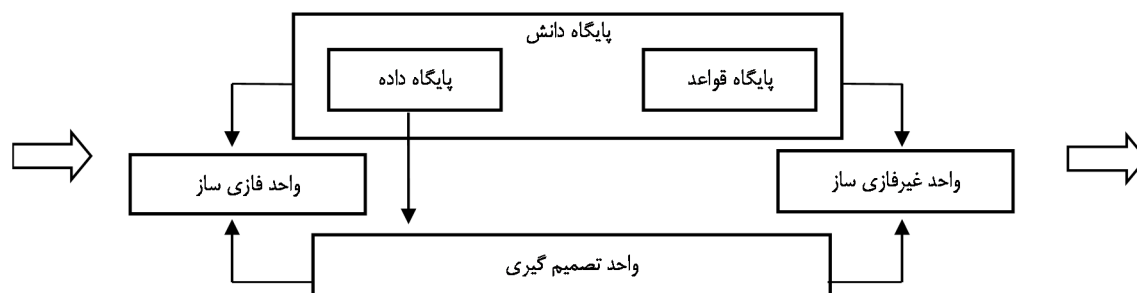 پایگاه دانش
پایگاه قواعد
پایگاه داده
واحد غیرفازی ساز
واحد فازی ساز
واحد تصمیم گیری